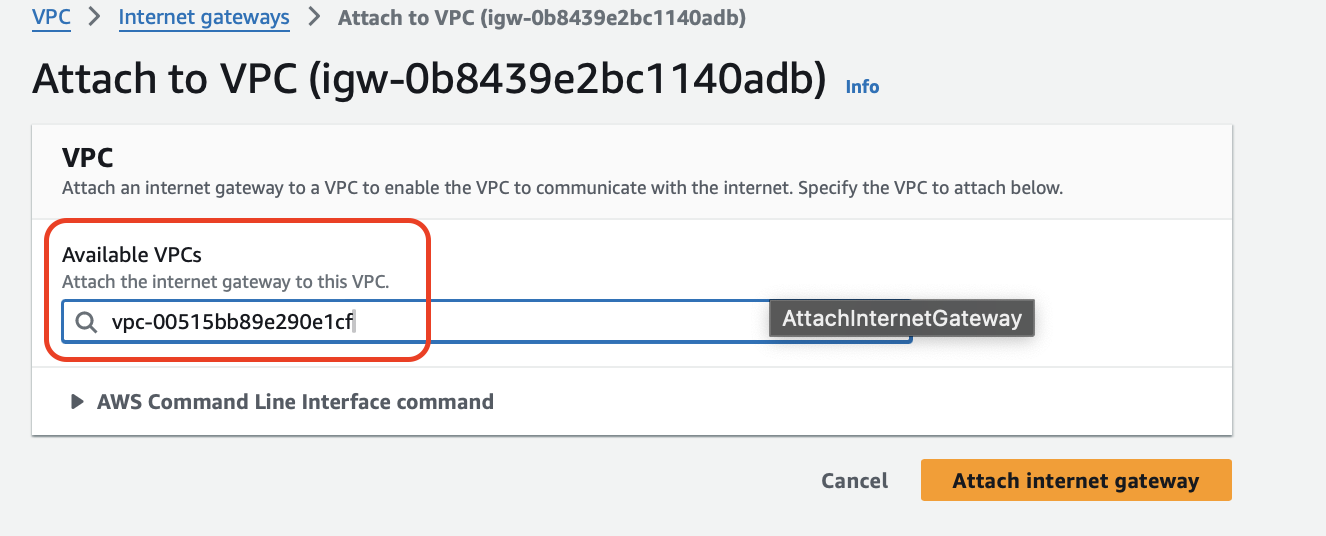 VPC > Internet gateways > Attach to VPC (igw-0b8439e2bc1140adb)
Attach to VPC (igw-0b8439e2bc1140adb) Info
VPC
Attach an internet gateway to a VPC to enable the VPC to communicate with the internet. Specify the VPC to attach below.
Available VPCs
Attach the internet gateway to this VPC.
vpc-00515bb89e290e1cf
AttachInternetGateway
AWS Command Line Interface command
Cancel Attach internet gateway